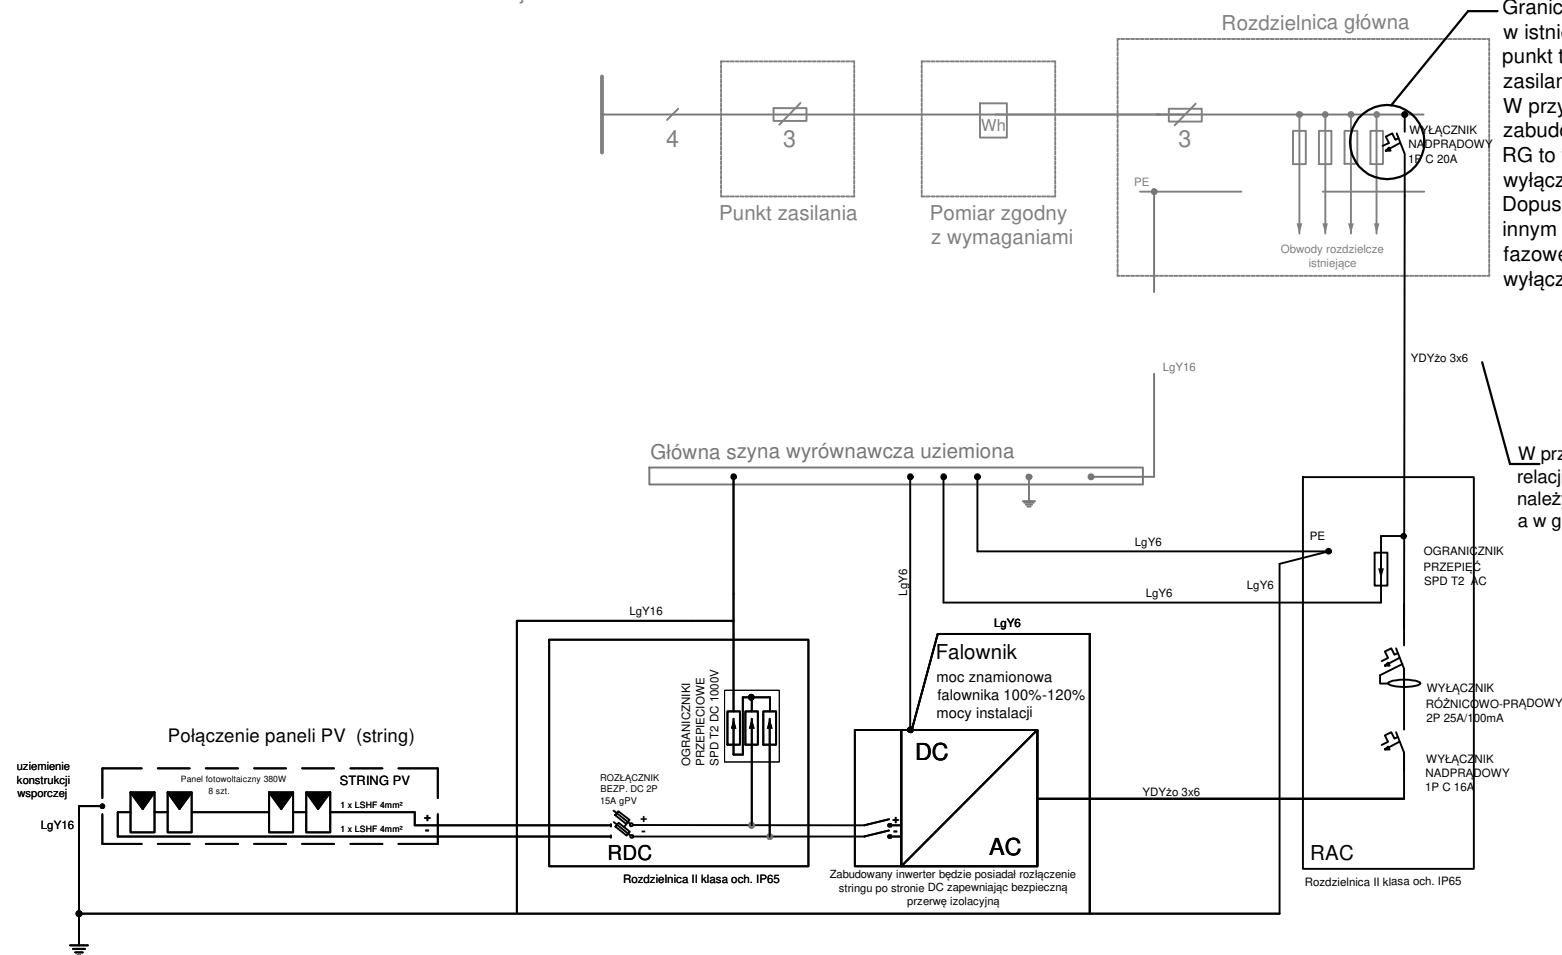 Rozdzielnica główna
4
3
Wh
3
WYŁĄCZNIK
NADPRĄDOWY
1P C 20A
PE
Punkt zasilania
Pomiar zgodny
z wymaganiami
Obwody rozdzielcze
istniejące
w istni
punkt t
zasila
W przy
RG to
wyłącz
Dopus
innym
fazow
wyłącz
YDYżo 3x6
LgY16
Główna szyna wyrównawcza uziemiona
W prz
relacj
należ
a w g
PE
LgY6
OGRANICZNIK
PRZEPIĘĆ
SPD T2 AC
LgY6
LgY6
LgY6
LgY16
LgY6
Falownik
moc znamionowa
falownika 100%-120%
mocy instalacji
OGRANICZNIKI
PRZEPIECIOWE
SPD T2 DC 1000V
WYŁĄCZNIK
RÓŻNICOWO-PRĄDOWY
2P 25A/100mA
Połączenie paneli PV (string)
uziemienie
konstrukcji
wsporczej
Panel fotowoltaiczny 380W
8 szt.
STRING PV
1 x LSHF 4mm²
1 x LSHF 4mm²
+
-
LgY16
ROZŁĄCZNIK
BEZP. DC 2P
15A gPV
+
-
RDC
Rozdzielnica II klasa och. IP65
+
-
DC
AC
WYŁĄCZNIK
NADPRĄDOWY
1P C 16A
YDYżo 3x6
RAC
Rozdzielnica II klasa och. IP65
Zabudowany inwerter będzie posiadał rozłączenie
stringu po stronie DC zapewniając bezpieczną
przerwę izolacyjną